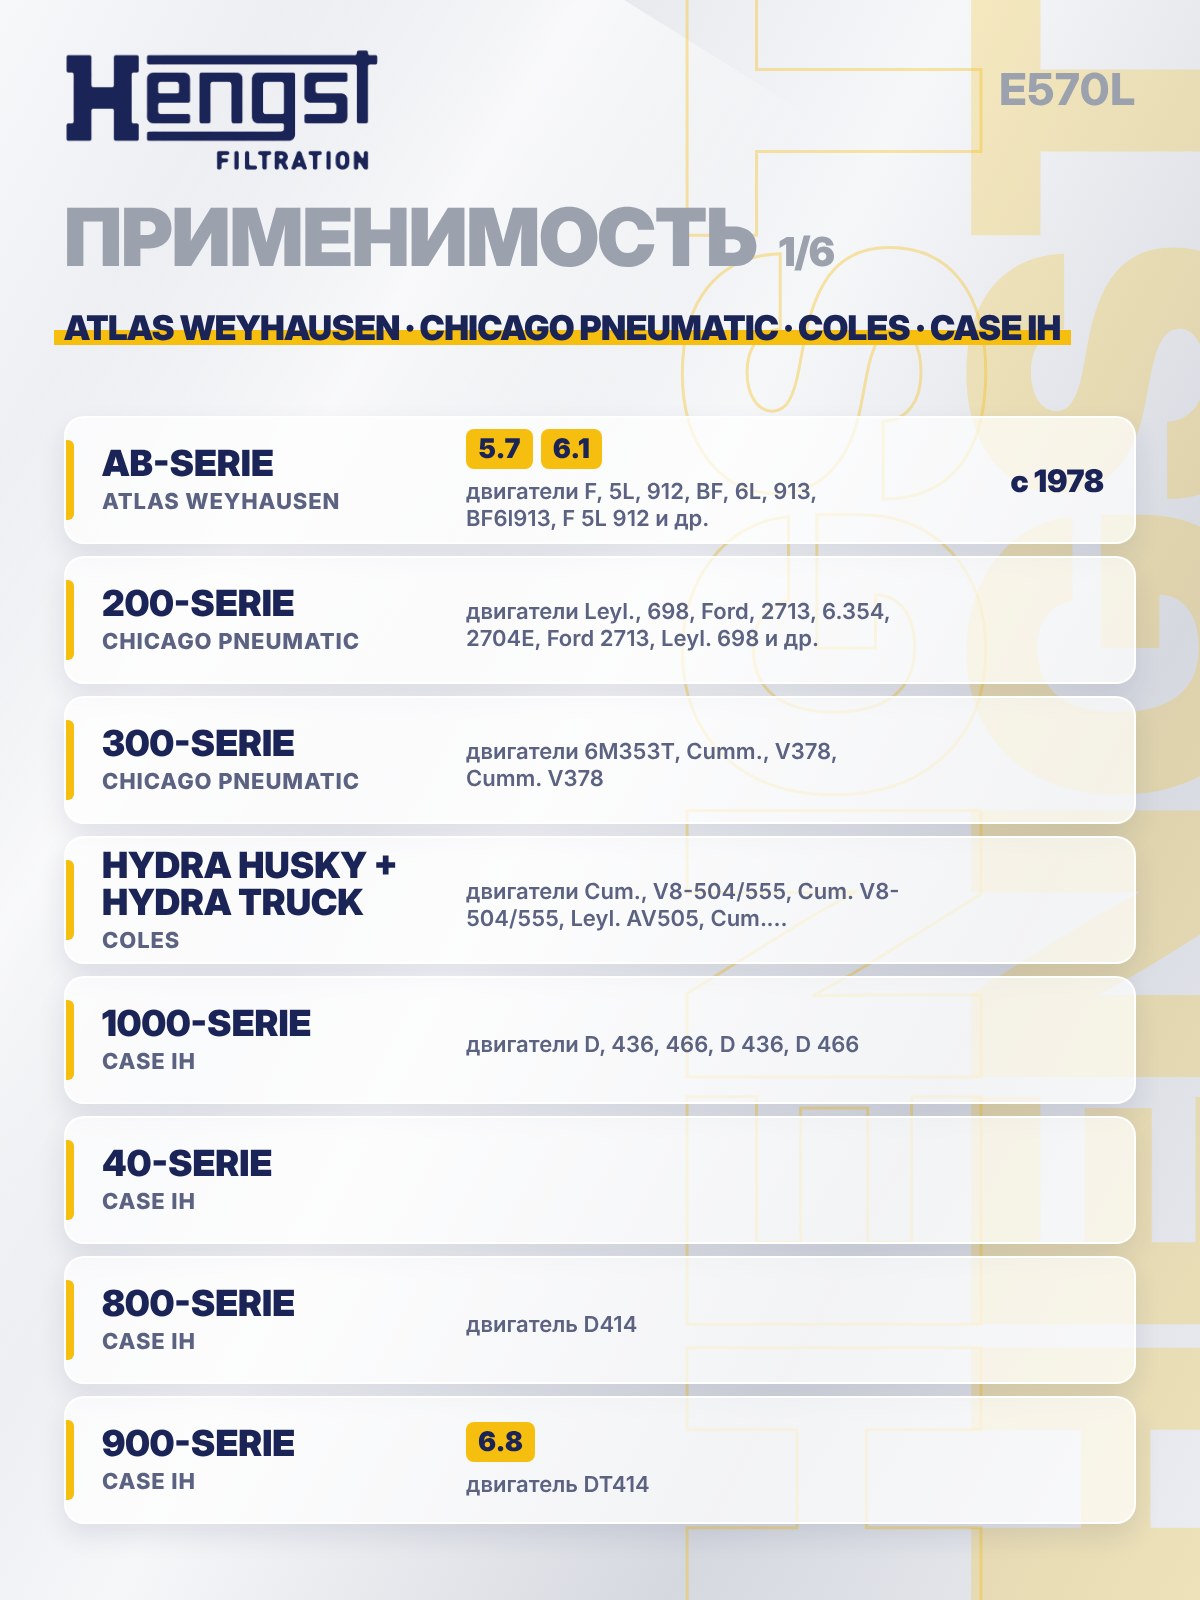 Hengst
FILTRATION
E570L
ПРИМЕНИМОСТЬ 1/6
ATLAS WEYHAUSEN · CHICAGO PNEUMATIC · COLES · CASE IH
AB-SERIE
ATLAS WEYHAUSEN
5.7 6.1
двигатели F, 5L, 912, BF, 6L, 913,
BF6l913, F 5L 912 и др.
с 1978
200-SERIE
CHICAGO PNEUMATIC
двигатели Leyl., 698, Ford, 2713, 6.354,
2704E, Ford 2713, Leyl. 698 и др.
300-SERIE
CHICAGO PNEUMATIC
двигатели 6M353T, Cumm., V378,
Cumm. V378
HYDRA HUSKY +
HYDRA TRUCK
COLES
двигатели Cum., V8-504/555, Cum. V8-
504/555, Leyl. AV505, Cum....
1000-SERIE
CASE IH
двигатели D, 436, 466, D 436, D 466
40-SERIE
CASE IH
800-SERIE
CASE IH
двигатель D414
900-SERIE
CASE IH
6.8
двигатель DT414
HENGST
HENGST